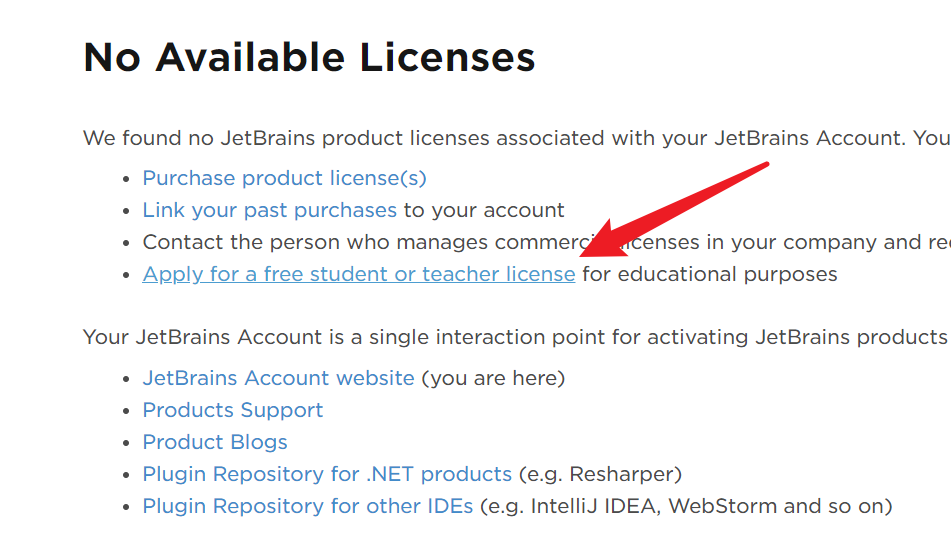 No Available Licenses
We found no JetBrains product licenses associated with your JetBrains Account. You
Purchase product license(s)
Link your past purchases to your account
Contact the person who manages commerci licenses in your company and
Apply for a free student or teacher license for educational purposes
Your JetBrains Account is a single interaction point for activating JetBrains products
JetBrains Account website (you are here)
Products Support
Product Blogs
Plugin Repository for .NET products (e.g. Resharper)
Plugin Repository for other IDEs (e.g. IntelliJ IDEA, WebStorm and so on)